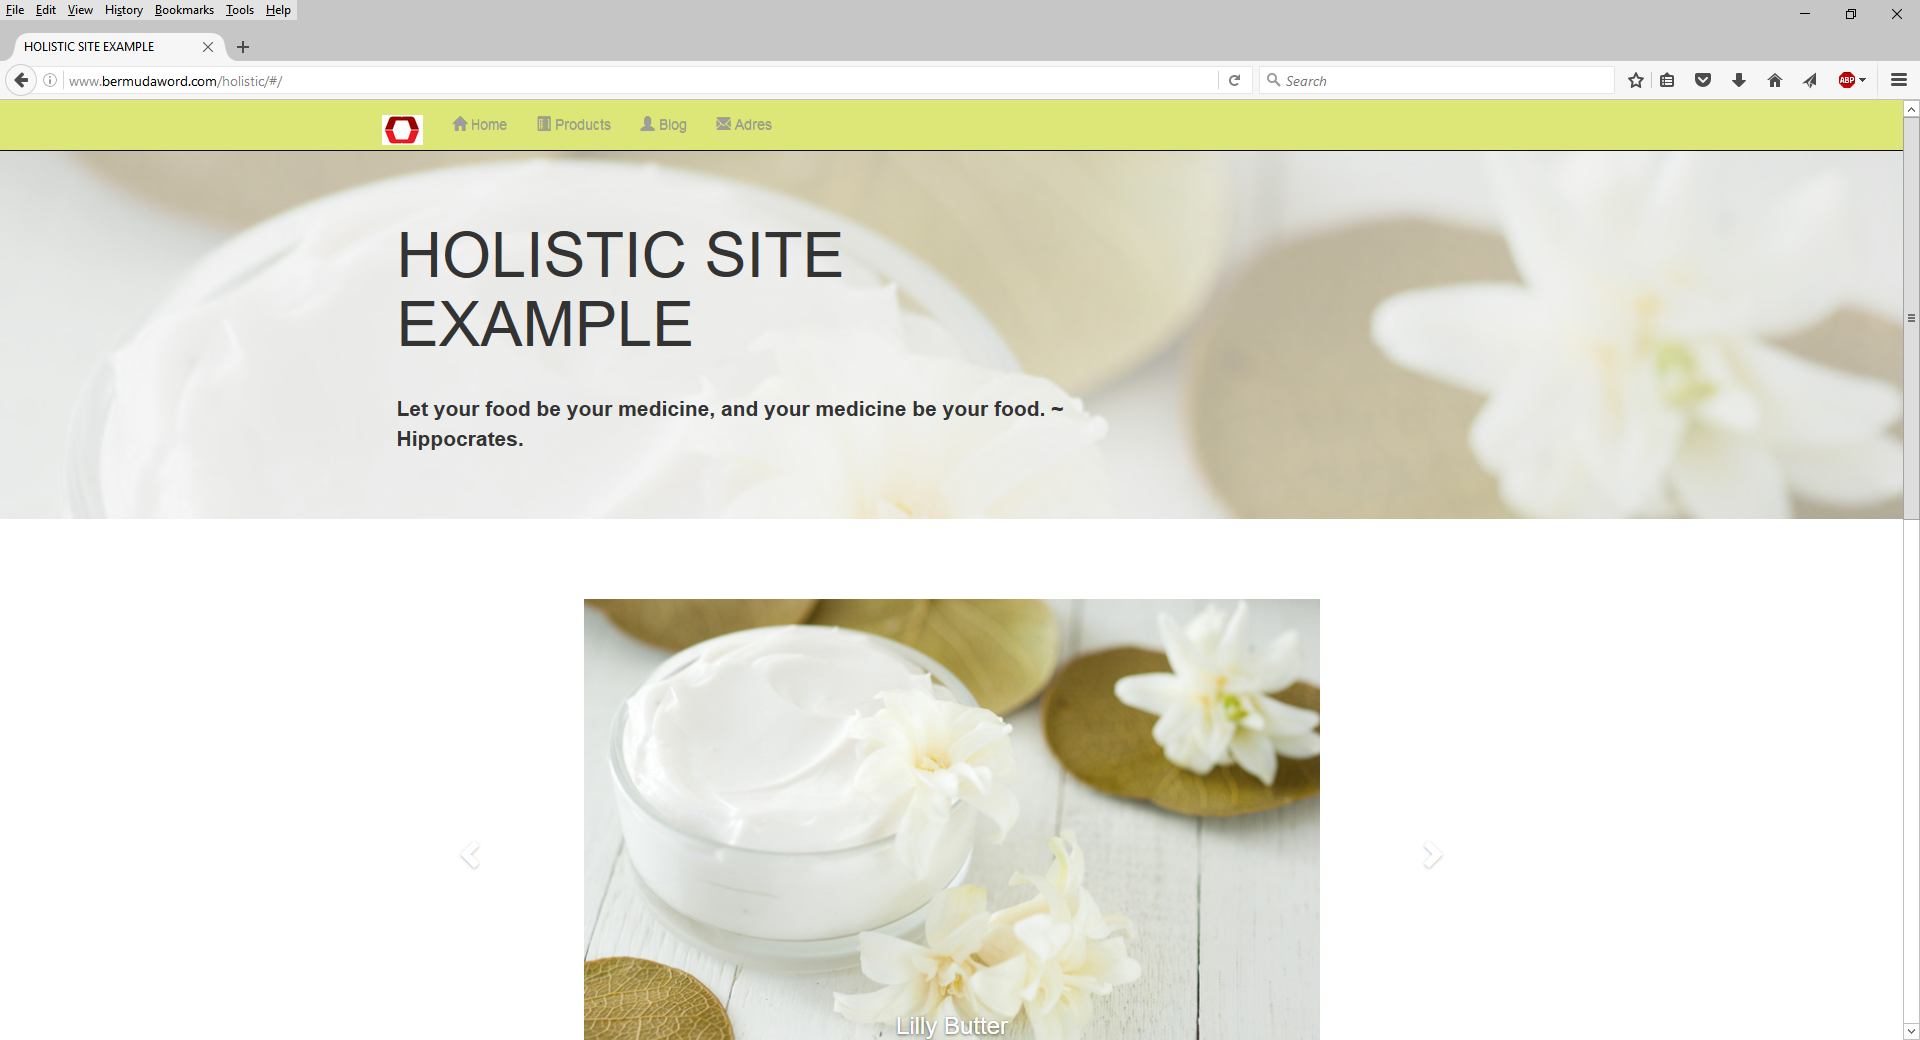 File Edit View History Bookmarks Tools Help
HOLISTIC SITE EXAMPLE
www.bermudaword.com/holistic/#/
Search
ABP
Home Products Blog Adres
HOLISTIC SITE
EXAMPLE
Let your food be your medicine, and your medicine be your food. ~
Hippocrates.
Lilly Butter